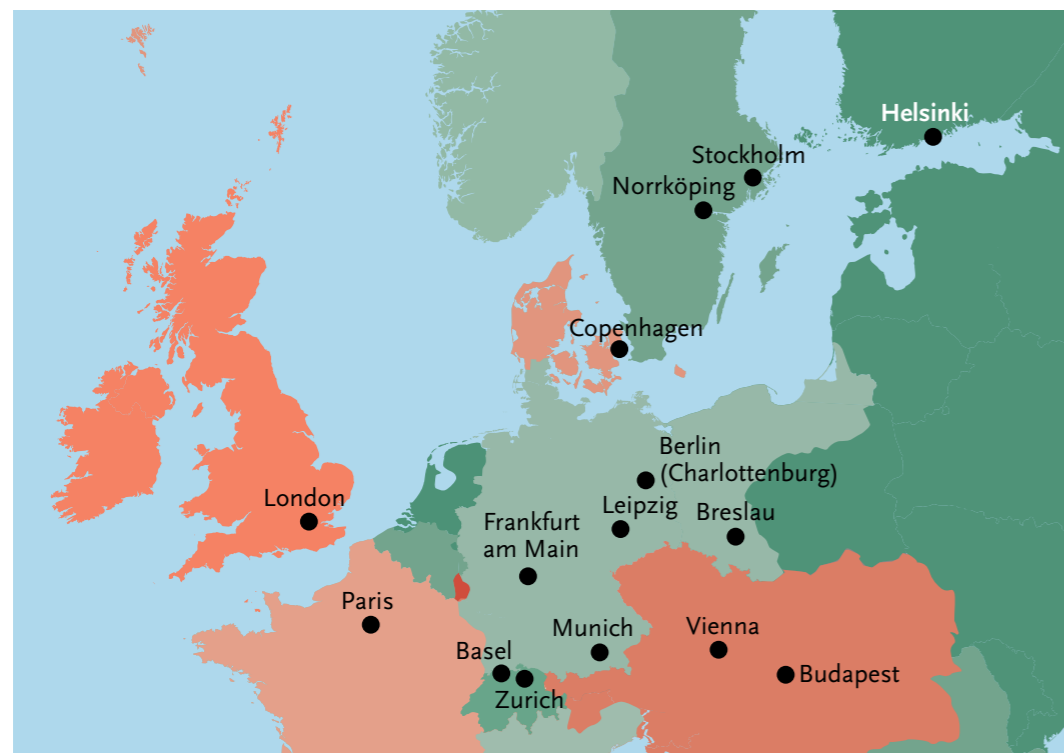 Helsinki
Stockholm
Norrköping
Copenhagen
Berlin
(Charlottenburg)
London
Leipzig
Breslau
Frankfurt
am Main
Paris
Munich
Vienna
Basel
Budapest
Zurich